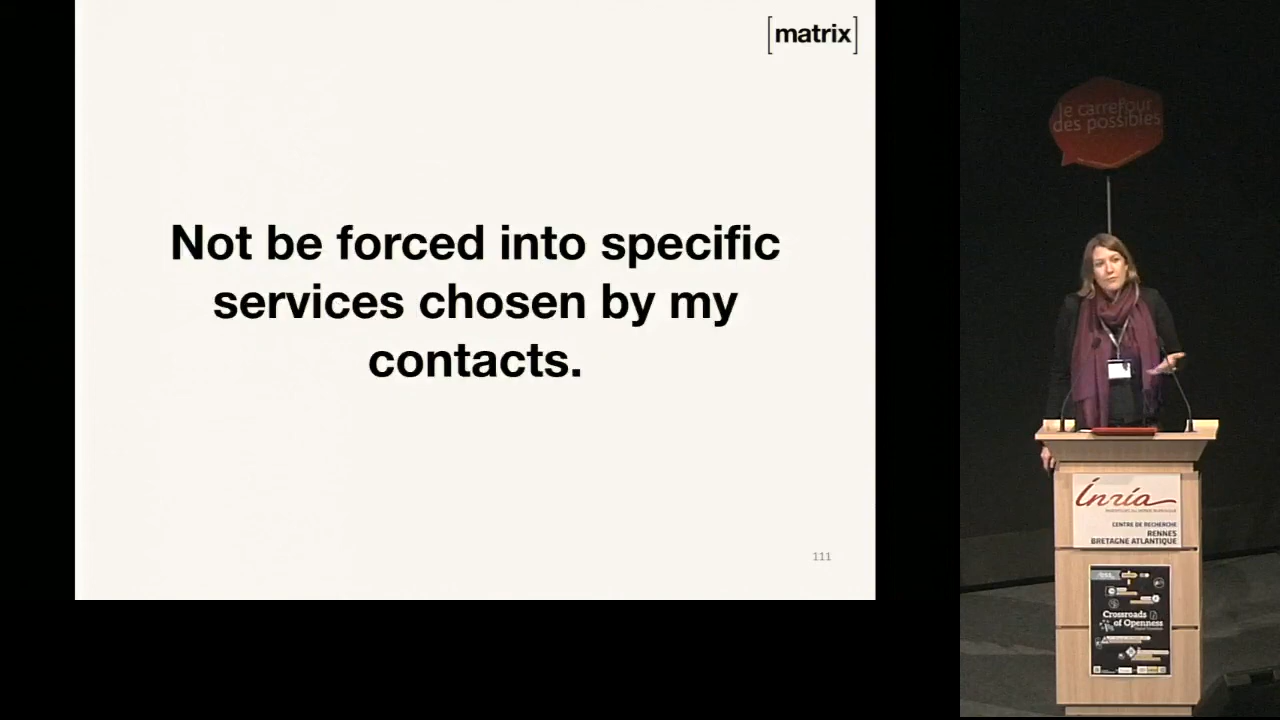 [matrix]
Not be forced into specific
services chosen by my
contacts.
111
le carrefour
des possibles
Inria
CENTRE DE RECHERCHE
RENNES
BRETAGNE ATLANTIQUE
Crossroads
of Openness